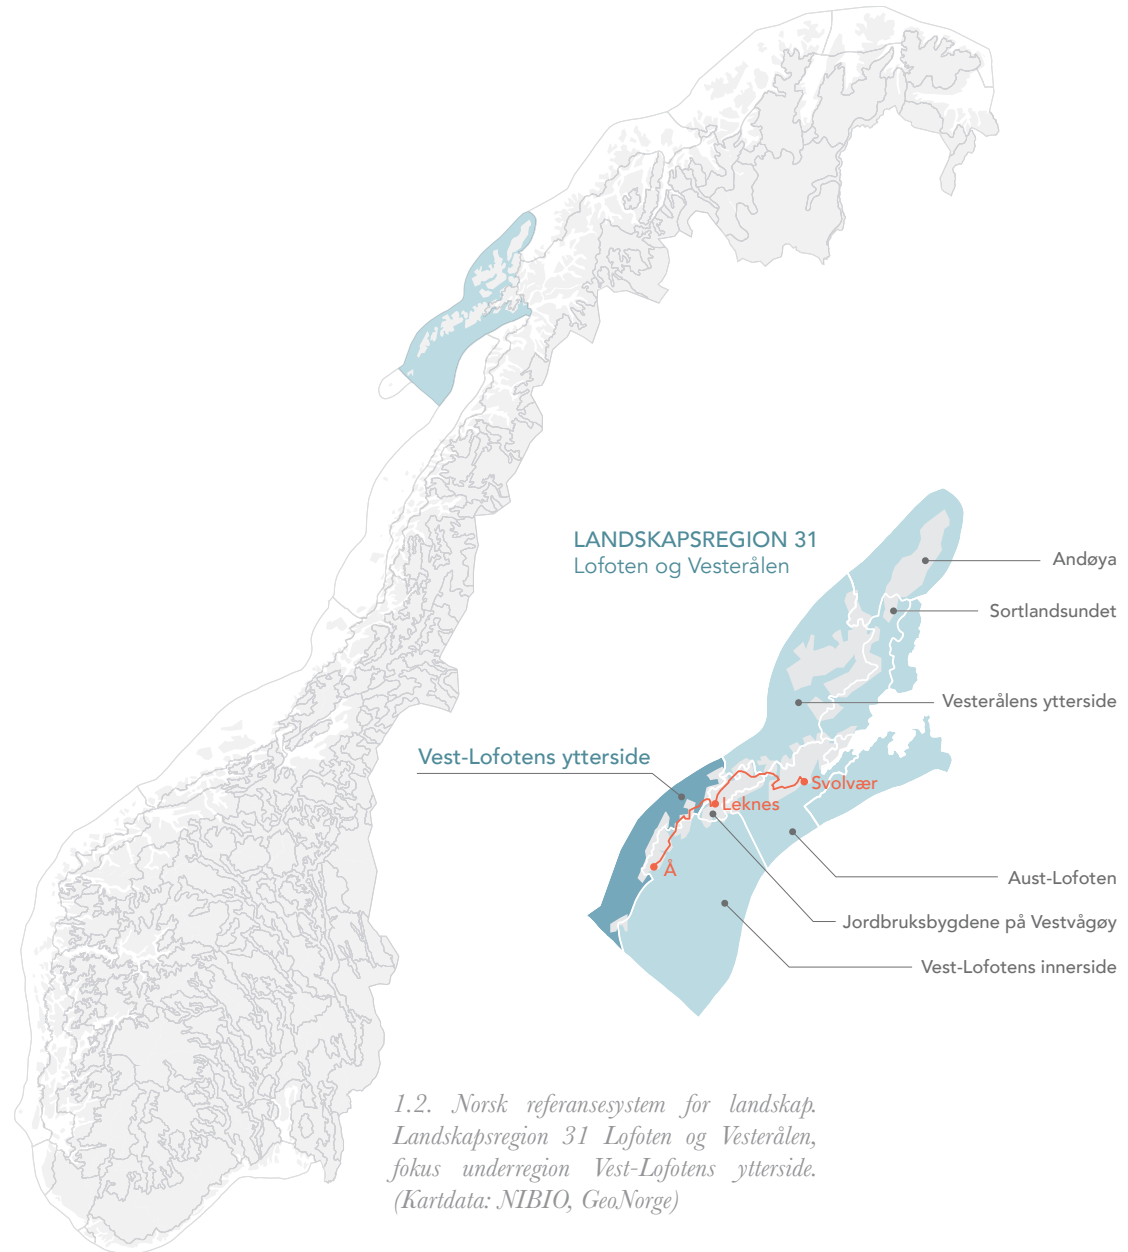 LANDSKAPSREGION 31
Lofoten og Vesterålen
Andøya
Sortlandsundet
Vesterålens ytterside
Vest-Lofotens ytterside
Svolvær
Leknes
Å
Aust-Lofoten
Jordbruksbygdene på Vestvågøy
Vest-Lofotens innerside
1.2. Norsk referansesystem for landskap.
Landskapsregion 31 Lofoten og Vesterålen,
fokus underregion Vest-Lofotens ytterside.
(Kartdata: NIBIO, GeoNorge)